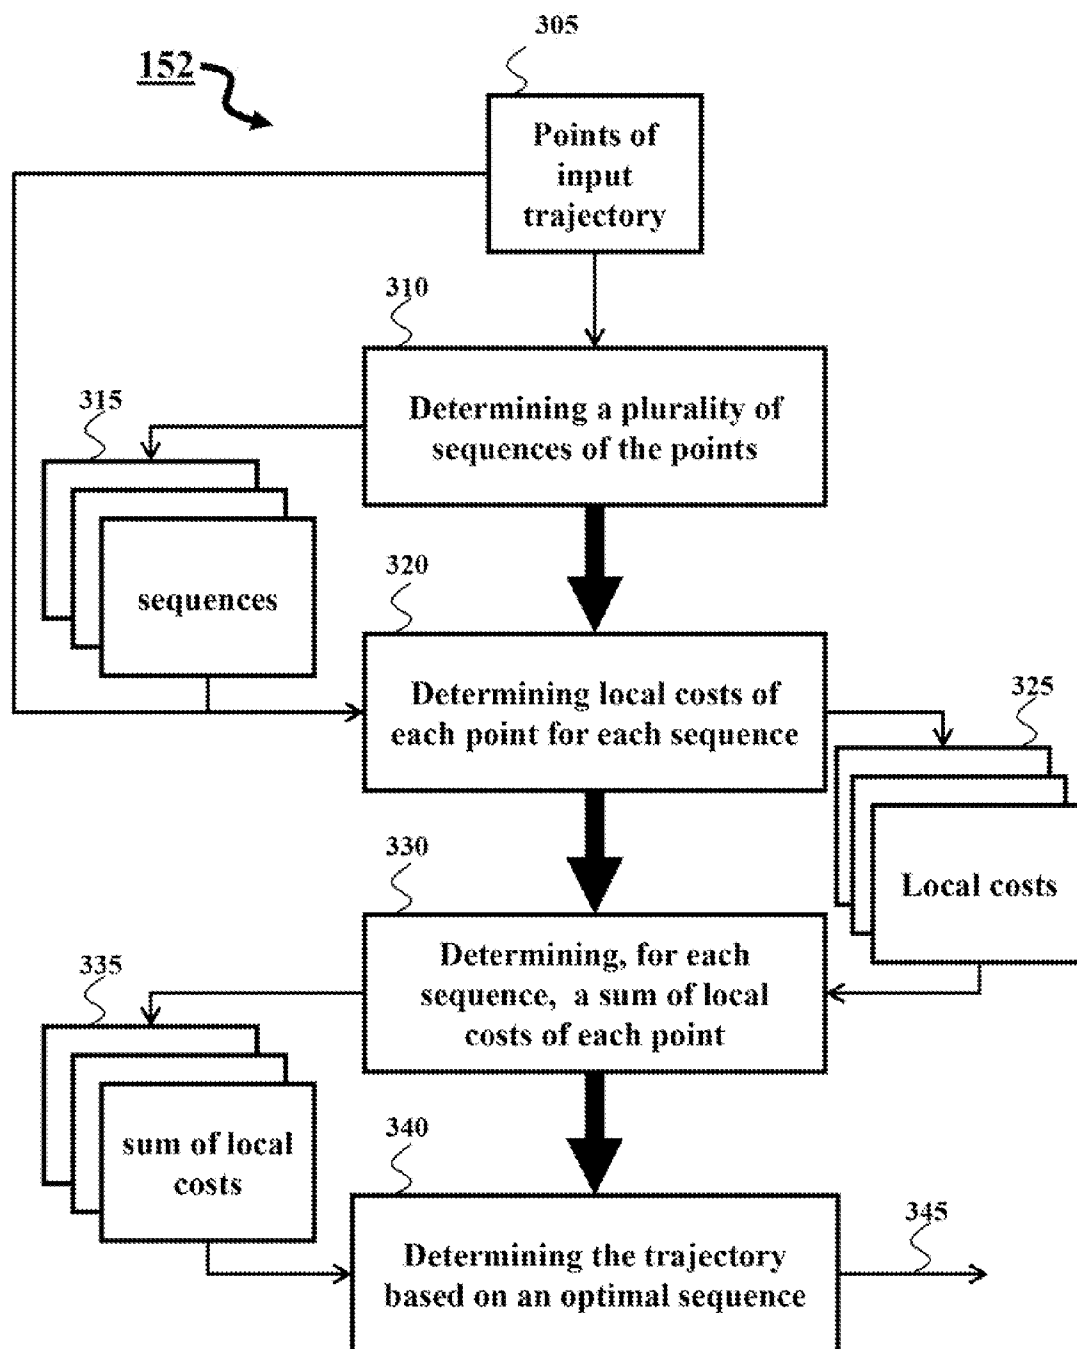 305
152
Points of
input
trajectory
310
Determining a plurality of
sequences of the points
315
sequences
320
Determining local costs of
each point for each sequence
325
Local costs
330
Determining, for each
sequence, a sum of local
costs of each point
335
sum of local
costs
340
Determining the trajectory
based on an optimal sequence
345